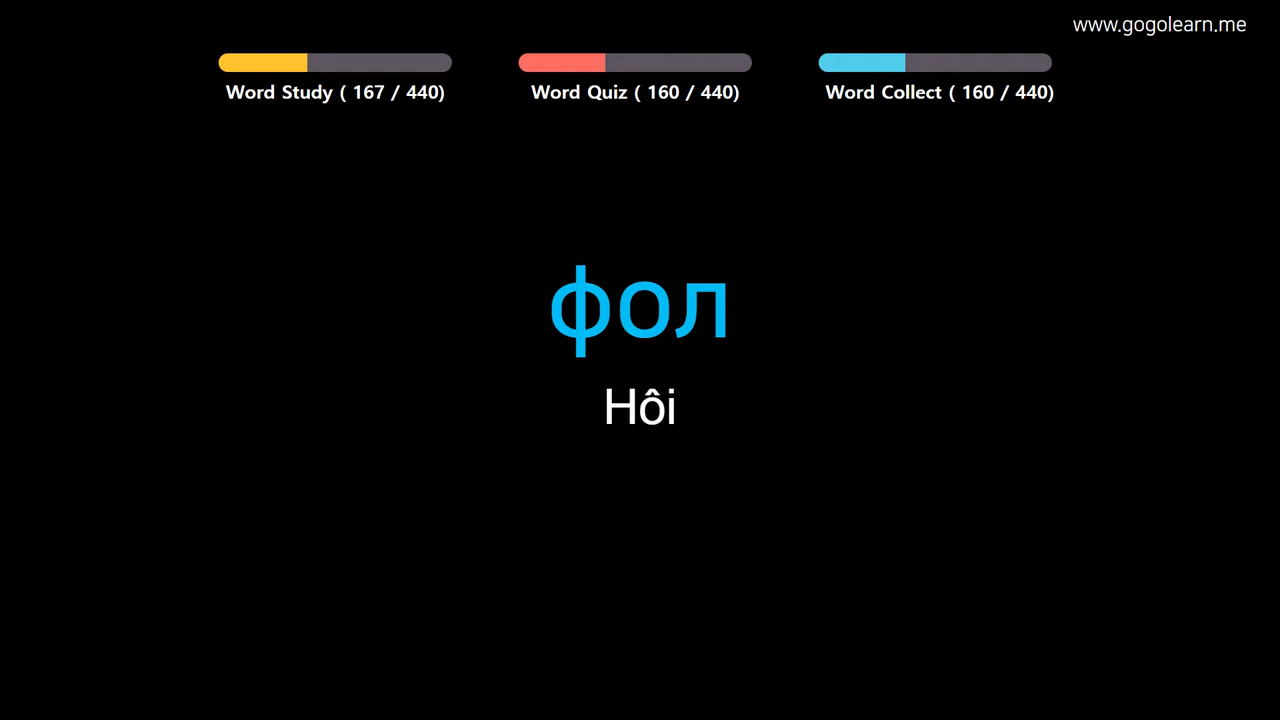 www.gogolearn.me
Word Study ( 167 / 440)
Word Quiz ( 160 / 440)
Word Collect ( 160 / 440)
фол
Hôi